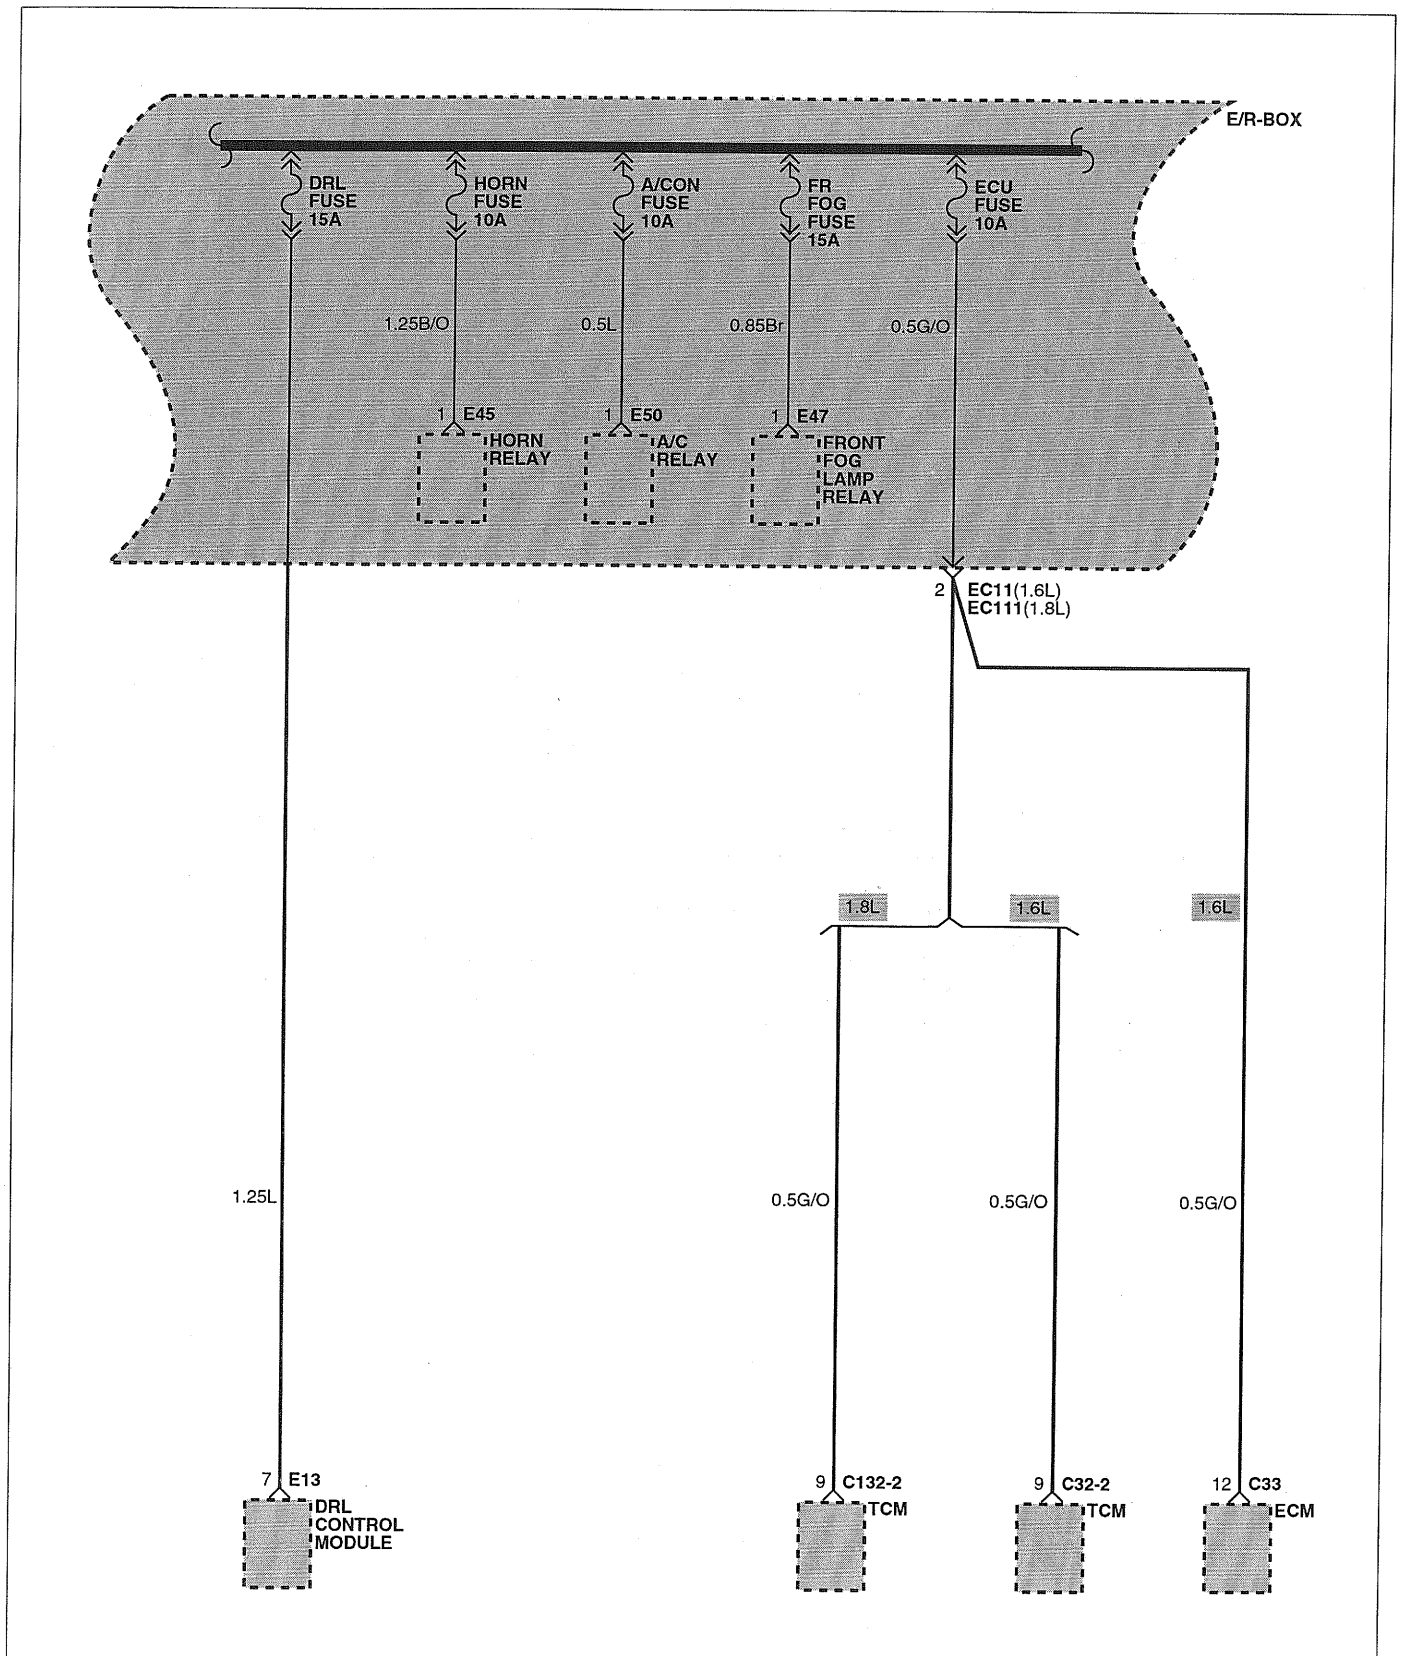 E/R-BOX
DRL
FUSE
15A
HORN
FUSE
10A
A/CON
FUSE
10A
FR
FOG
FUSE
15A
ECU
FUSE
10A
1.25B/O
0.5L
0.85Br
0.5G/O
1 E45
HORN
RELAY
1 E50
A/C
RELAY
1 E47
FRONT
FOG
LAMP
RELAY
2 EC11(1.6L)
EC111(1.8L)
1.8L
1.6L
1.6L
1.25L
0.5G/O
0.5G/O
0.5G/O
7 E13
DRL
CONTROL
MODULE
9 C132-2
TCM
9 C32-2
TCM
12 C33
ECM